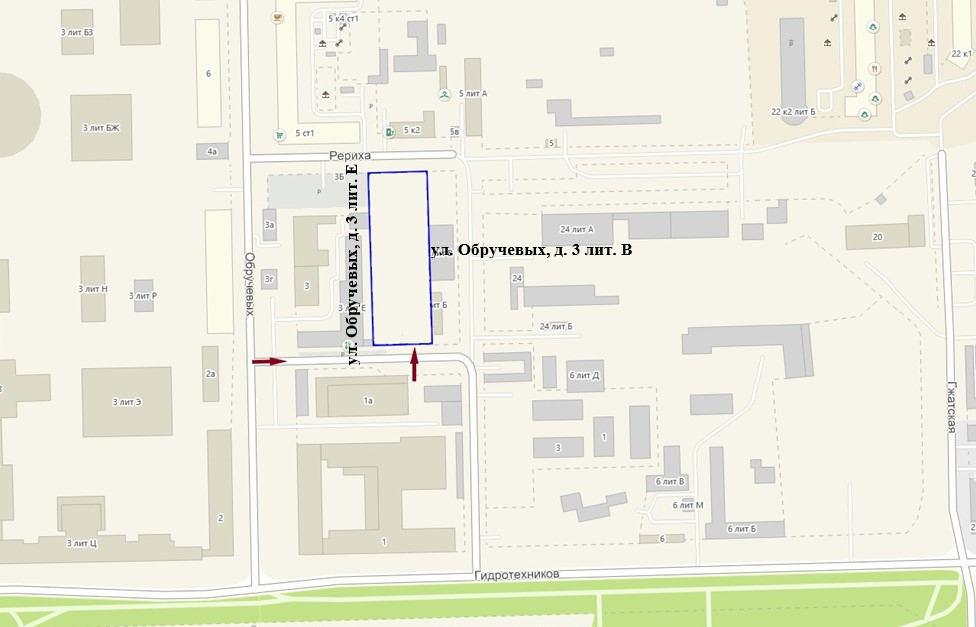 5 к4 ст1
3 лит БЗ
22 к1
6
5 лит А
22 к2 лит Б
3 лит БЖ
5 ст1
5 к2
5в
5
4а
Рериха
3Б
Р
3а
24 лит А
20
ул. Обручевых, д. 3 лит. Е
ул. Обручевых, д. 3 лит. В
Обручевых
3г
3
24
3 лит Н
3 лит Р
24 лит Б
2а
6 лит Д
3 лит Э
1а
Гжатская
1
3
6 лит В
6 лит М
2
6 лит Б
3 лит Ц
1
6
Гидротехников